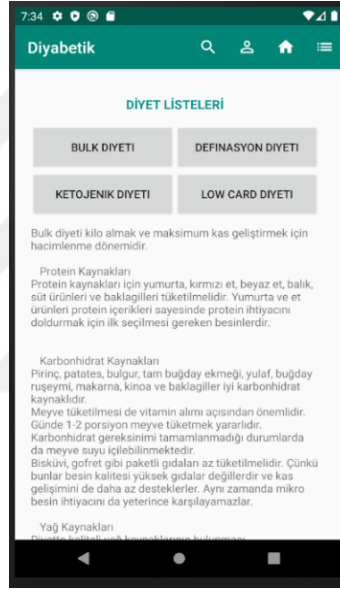 7:34
Diyabetik
DİYET LİSTELERİ
BULK DIYETI
DEFINASYON DIYETI
KETOJENIK DIYETI
LOW CARD DIYETI
Bulk diyeti kilo almak ve maksimum kas geliştirmek için
hacimlenme dönemidir.
Protein Kaynakları
Protein kaynakları için yumurta, kırmızı et, beyaz et, balık,
süt ürünleri ve baklagilleri tüketilmelidir. Yumurta ve et
ürünleri protein içerikleri sayesinde protein ihtiyacını
doldurmak için ilk seçilmesi gereken besinlerdir.
Karbonhidrat Kaynakları
Pirinç, patates, bulgur, tam buğday ekmeği, yulaf, buğday
ruşeymi, makarna, kinoa ve baklagiller iyi karbonhidrat
kaynaklıdır.
Meyve tüketilmesi de vitamin alımı açısından önemlidir.
Günde 1-2 porsiyon meyve tüketmek yararlıdır.
Karbonhidrat gereksinimi tamamlanmadığı durumlarda
da meyve suyu içilebilinmektedir.
Bisküvi, gofret gibi paketli gıdaları az tüketilmelidir. Çünkü
bunlar besin kalitesi yüksek gıdalar değillerdir ve kas
gelişimini de daha az desteklerler. Aynı zamanda mikro
besin ihtiyacını da yeterince karşılayamazlar.
Yağ Kaynakları
Diyette kaliteli yağ kaynaklarının bulunması